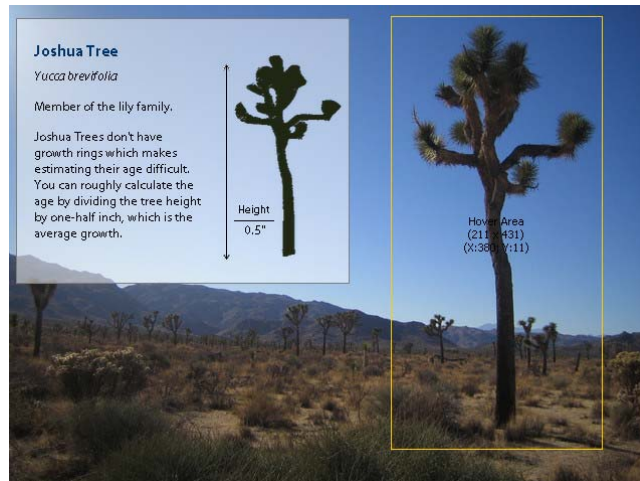 Joshua Tree
Yucca brevifolia
Member of the lily family.
Joshua Trees don't have
growth rings which makes
estimating their age difficult.
You can roughly calculate the
age by dividing the tree height
by one-half inch, which is the
average growth.
Height
0.5"
Hover Area
(211 x 431)
(X:380, Y:11)